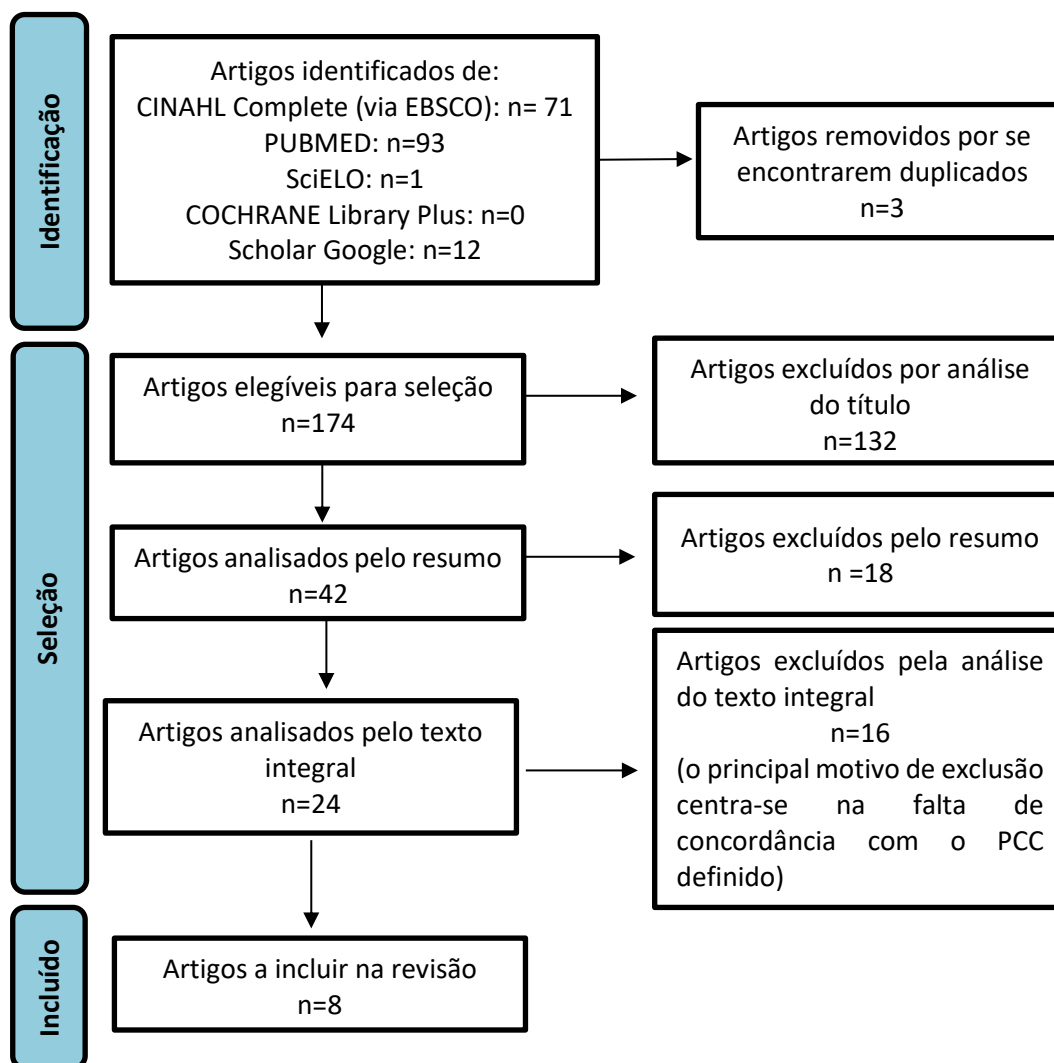 Identificação
Artigos identificados de:
CINAHL Complete (via EBSCO): n= 71
PUBMED: n=93
SciELO: n=1
COCHRANE Library Plus: n=0
Scholar Google: n=12
Artigos removidos por se
encontrarem duplicados
n=3
Seleção
Artigos elegíveis para seleção
n=174
Artigos excluídos por análise
do título
n=132
Artigos analisados pelo resumo
n=42
Artigos excluídos pelo resumo
n =18
Artigos analisados pelo texto
integral
n=24
Artigos excluídos pela análise
do texto integral
n=16
(o principal motivo de exclusão
centra-se na falta de
concordância com o PCC
definido)
Incluído
Artigos a incluir na revisão
n=8